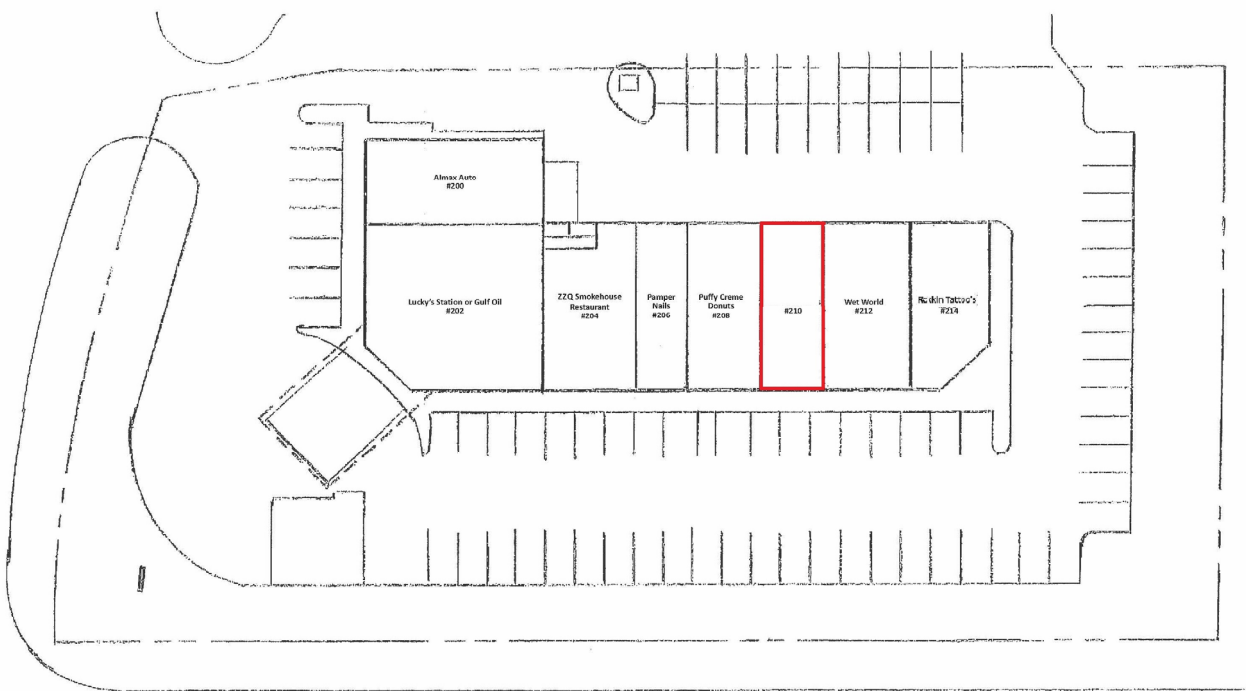 Almax Auto
#200
Lucky's Station or Gulf Oil
#202
ZZQ Smokehouse
Restaurant
#204
Pamper
Nails
#206
Puffy Creme
Donuts
#208
#210
Wet World
#212
Rockin Tattoo's
#214